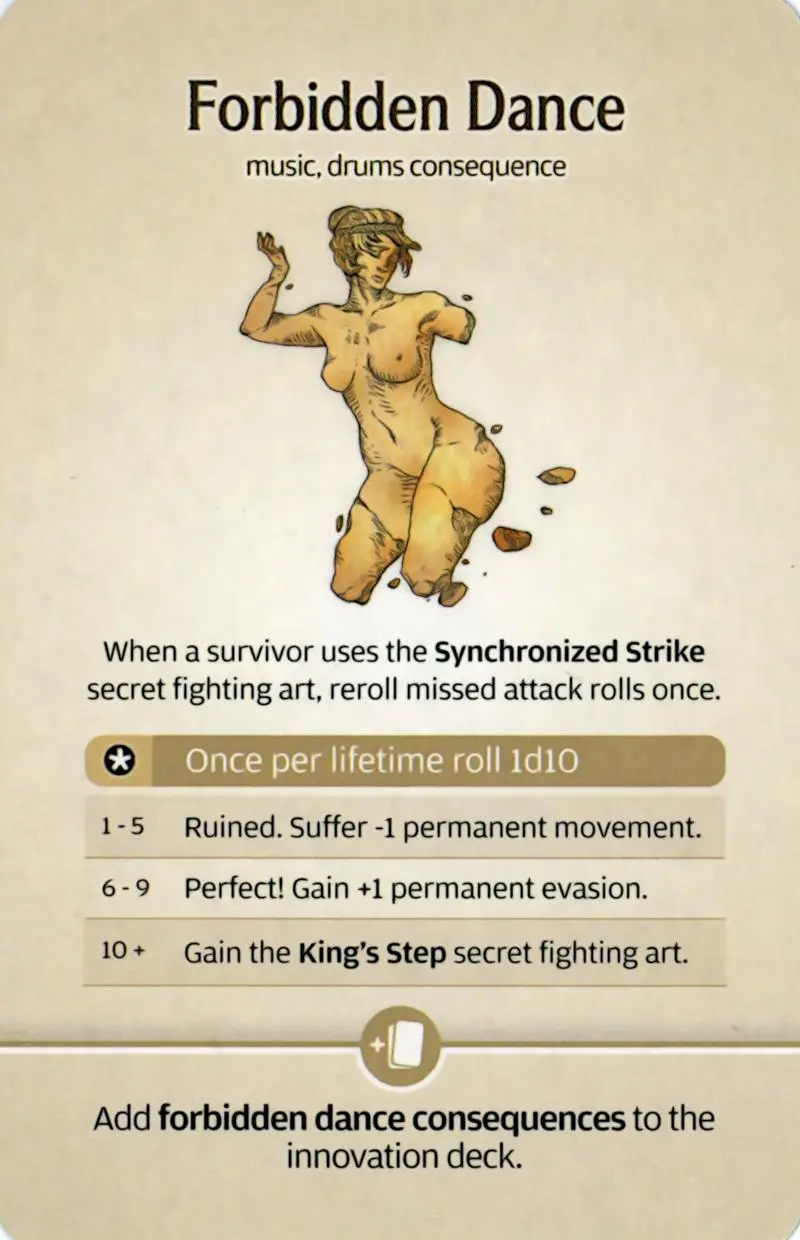 Forbidden Dance
music, drums consequence
When a survivor uses the Synchronized Strike
secret fighting art, reroll missed attack rolls once.
Once per lifetime roll 1d10
1 - 5 Ruined. Suffer -1 permanent movement.
6 - 9 Perfect! Gain +1 permanent evasion.
10 + Gain the King's Step secret fighting art.
+
Add forbidden dance consequences to the
innovation deck.